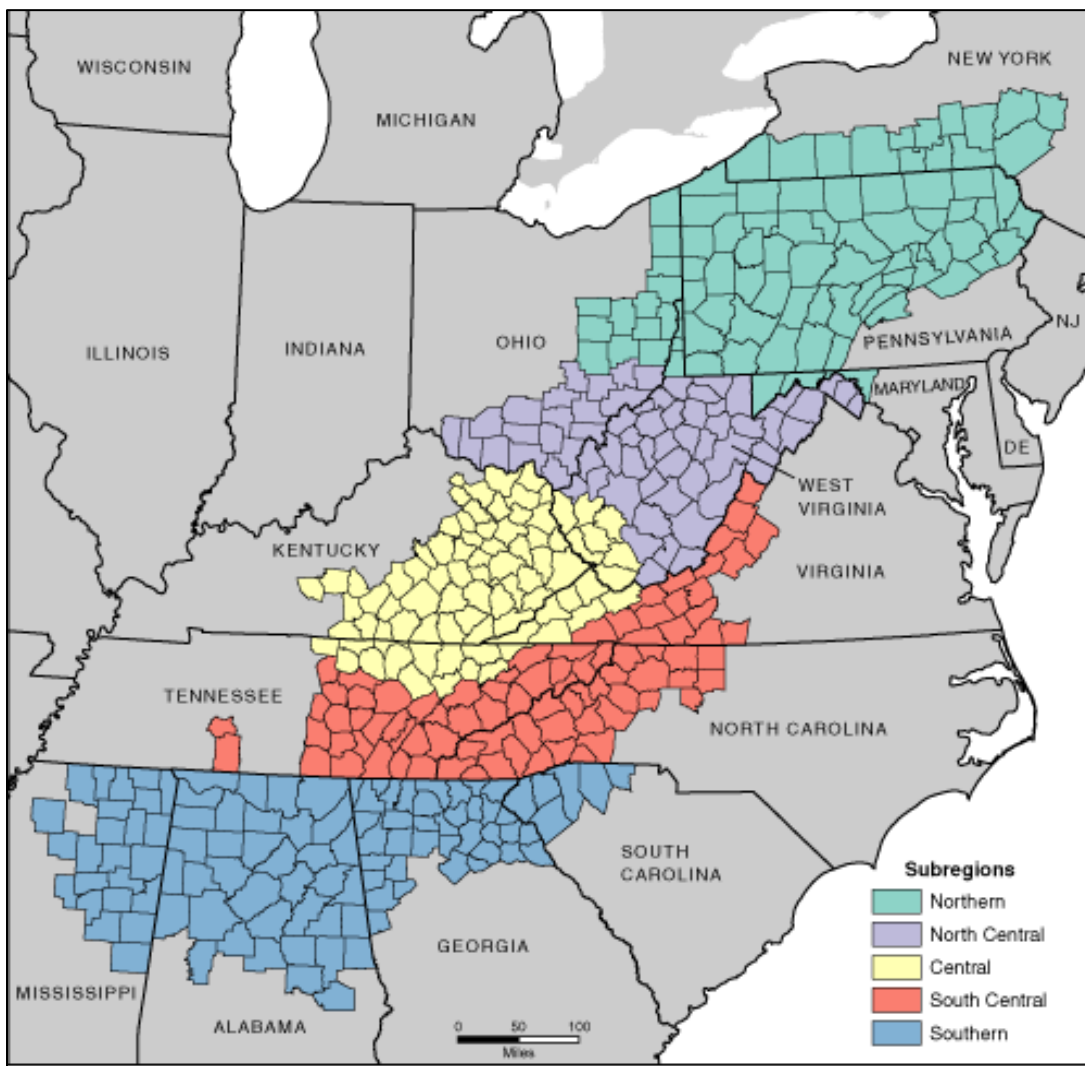 WISCONSIN
MICHIGAN
NEW YORK
ILLINOIS
INDIANA
OHIO
PENNSYLVANIA
NJ
MARYLAND
DE
WEST
VIRGINIA
KENTUCKY
VIRGINIA
TENNESSEE
NORTH CAROLINA
SOUTH
CAROLINA
GEORGIA
MISSISSIPPI
ALABAMA
0 50 100
Miles
Subregions
Northern
North Central
Central
South Central
Southern